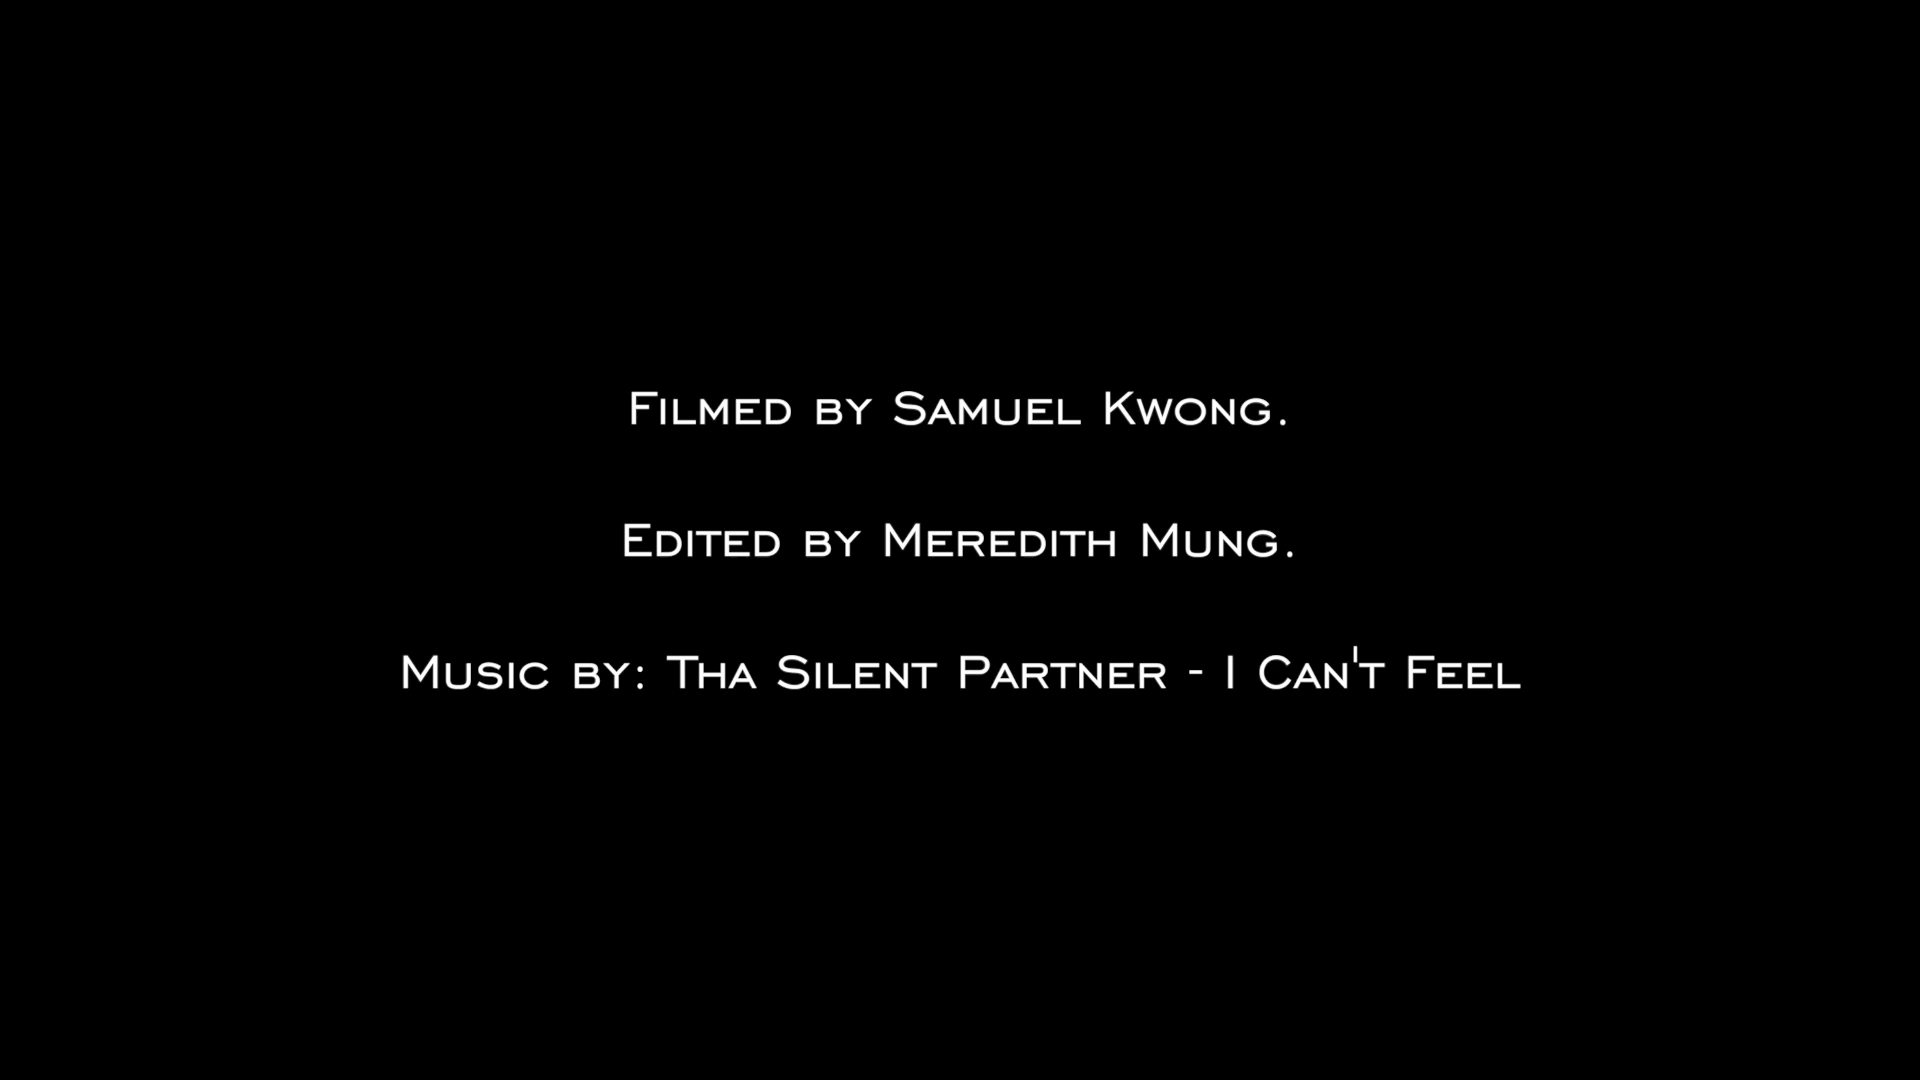 Filmed by Samuel Kwong.
Edited by Meredith Mung.
Music by: Tha Silent Partner - I Can't Feel